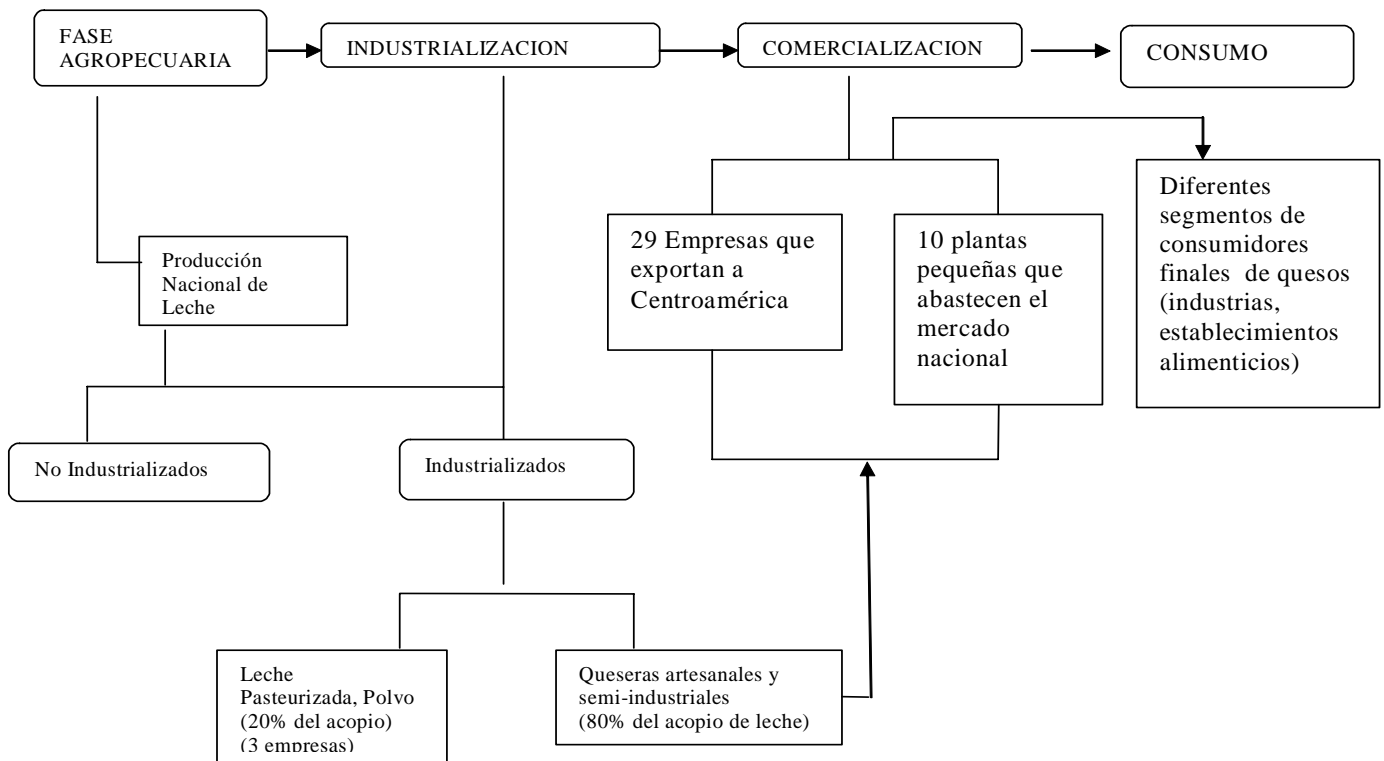 FASE
AGROPECUARIA
INDUSTRIALIZACION
COMERCIALIZACION
CONSUMO
Producción
Nacional de
Leche
29 Empresas que
exportan a
Centroamérica
10 plantas
pequeñas que
abastecen el
mercado
nacional
Diferentes
segmentos de
consumidores
finales de quesos
(industrias,
establecimientos
alimenticios)
No Industrializados
Industrializados
Leche
Pasteurizada, Polvo
(20% del acopio)
(3 empresas)
Queseras artesanales y
semi-industriales
(80% del acopio de leche)